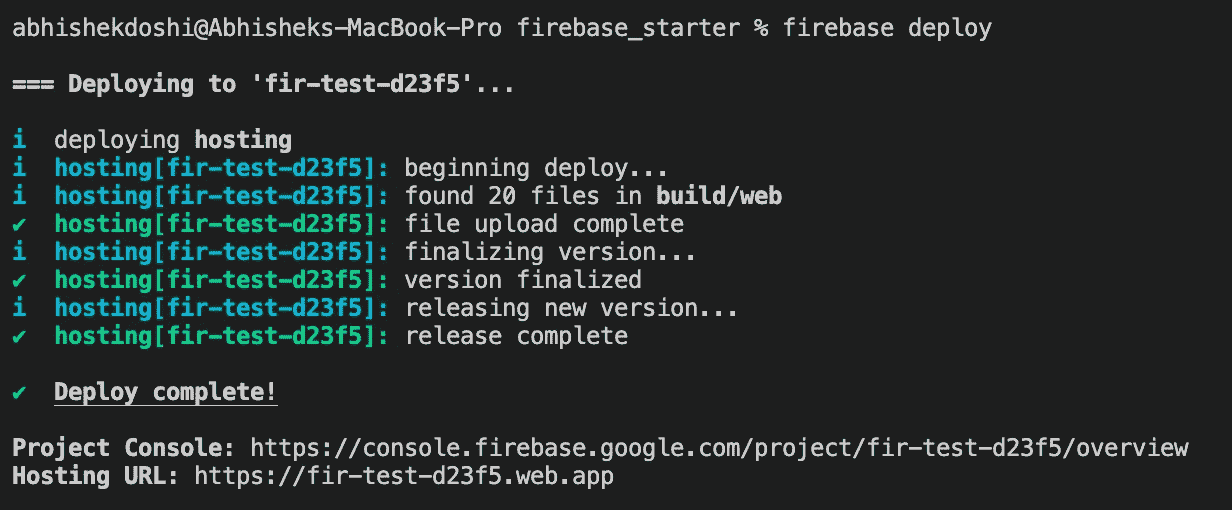 abhishekdoshi@Abhisheks-MacBook-Pro firebase_starter % firebase deploy
=== Deploying to 'fir-test-d23f5'...
i deploying hosting
i hosting[fir-test-d23f5]: beginning deploy...
i hosting[fir-test-d23f5]: found 20 files in build/web
✔ hosting[fir-test-d23f5]: file upload complete
i hosting[fir-test-d23f5]: finalizing version...
✔ hosting[fir-test-d23f5]: version finalized
i hosting[fir-test-d23f5]: releasing new version...
✔ hosting[fir-test-d23f5]: release complete
✔ Deploy complete!
Project Console: https://console.firebase.google.com/project/fir-test-d23f5/overview
Hosting URL: https://fir-test-d23f5.web.app